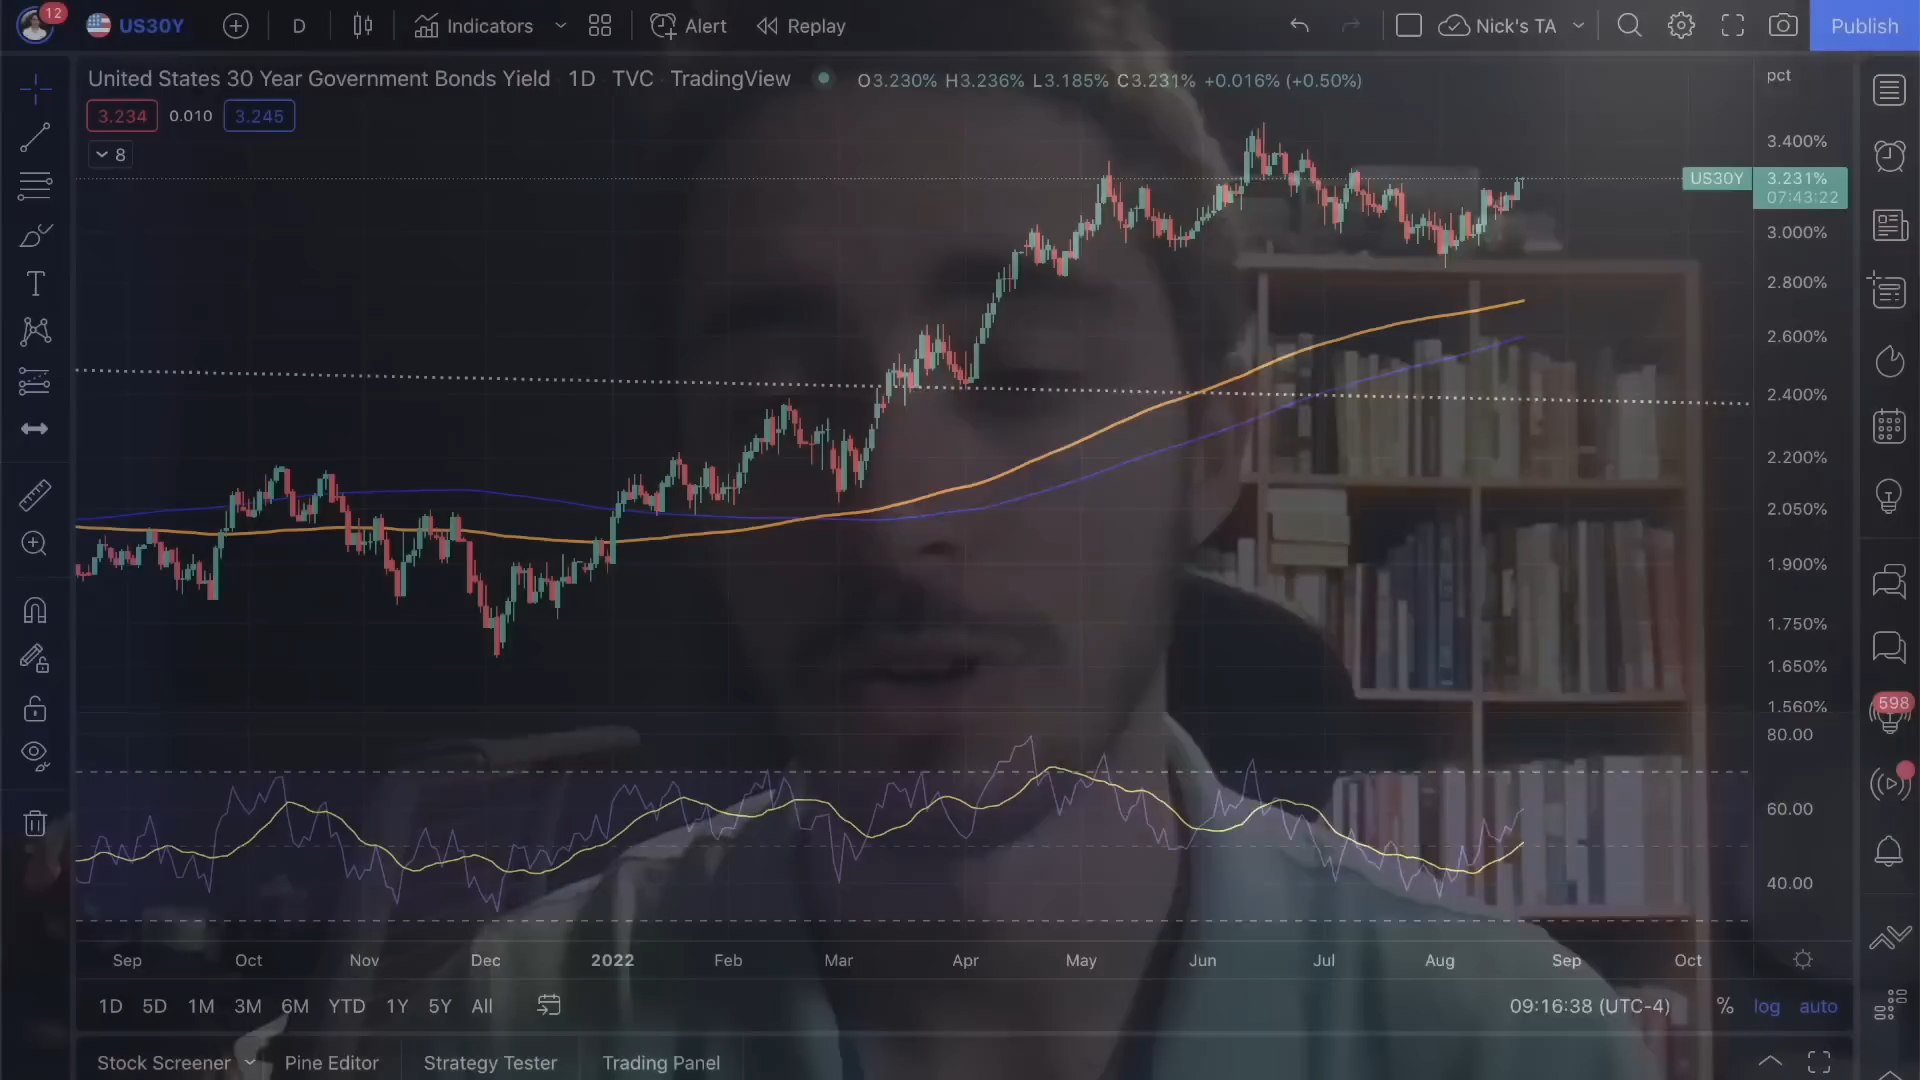 12
US30Y
D
Indicators
Alert
Replay
Nick's TA
Publish
United States 30 Year Government Bonds Yield 1D TVC TradingView
O3.230% H3.236% L3.185% C3.231% +0.016% (+0.50%)
pct
3.234 0.010 3.245
8
3.400%
US30Y 3.231%
07:43:22
3.000%
2.800%
2.600%
2.400%
2.200%
2.050%
1.900%
1.750%
1.650%
1.560%
598
80.00
60.00
40.00
Sep Oct Nov Dec 2022 Feb Mar Apr May Jun Jul Aug Sep Oct
1D 5D 1M 3M 6M YTD 1Y 5Y All
09:16:38 (UTC-4) % log auto
Stock Screener Pine Editor Strategy Tester Trading Panel